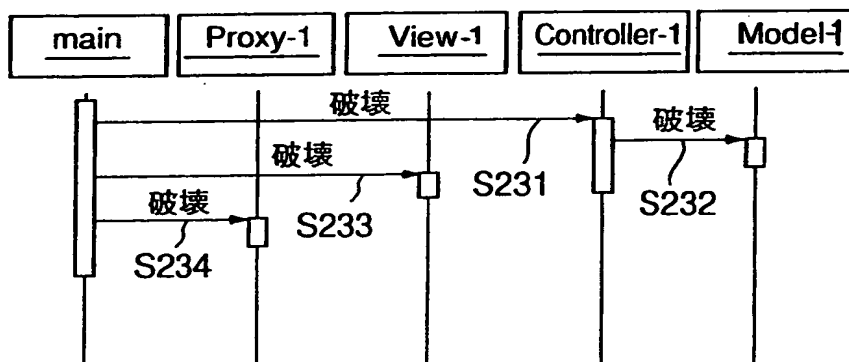 main
Proxy-1
View-1
Controller-1
Model-1
破壊
破壊
S231
S232
破壊
S233
破壊
S234